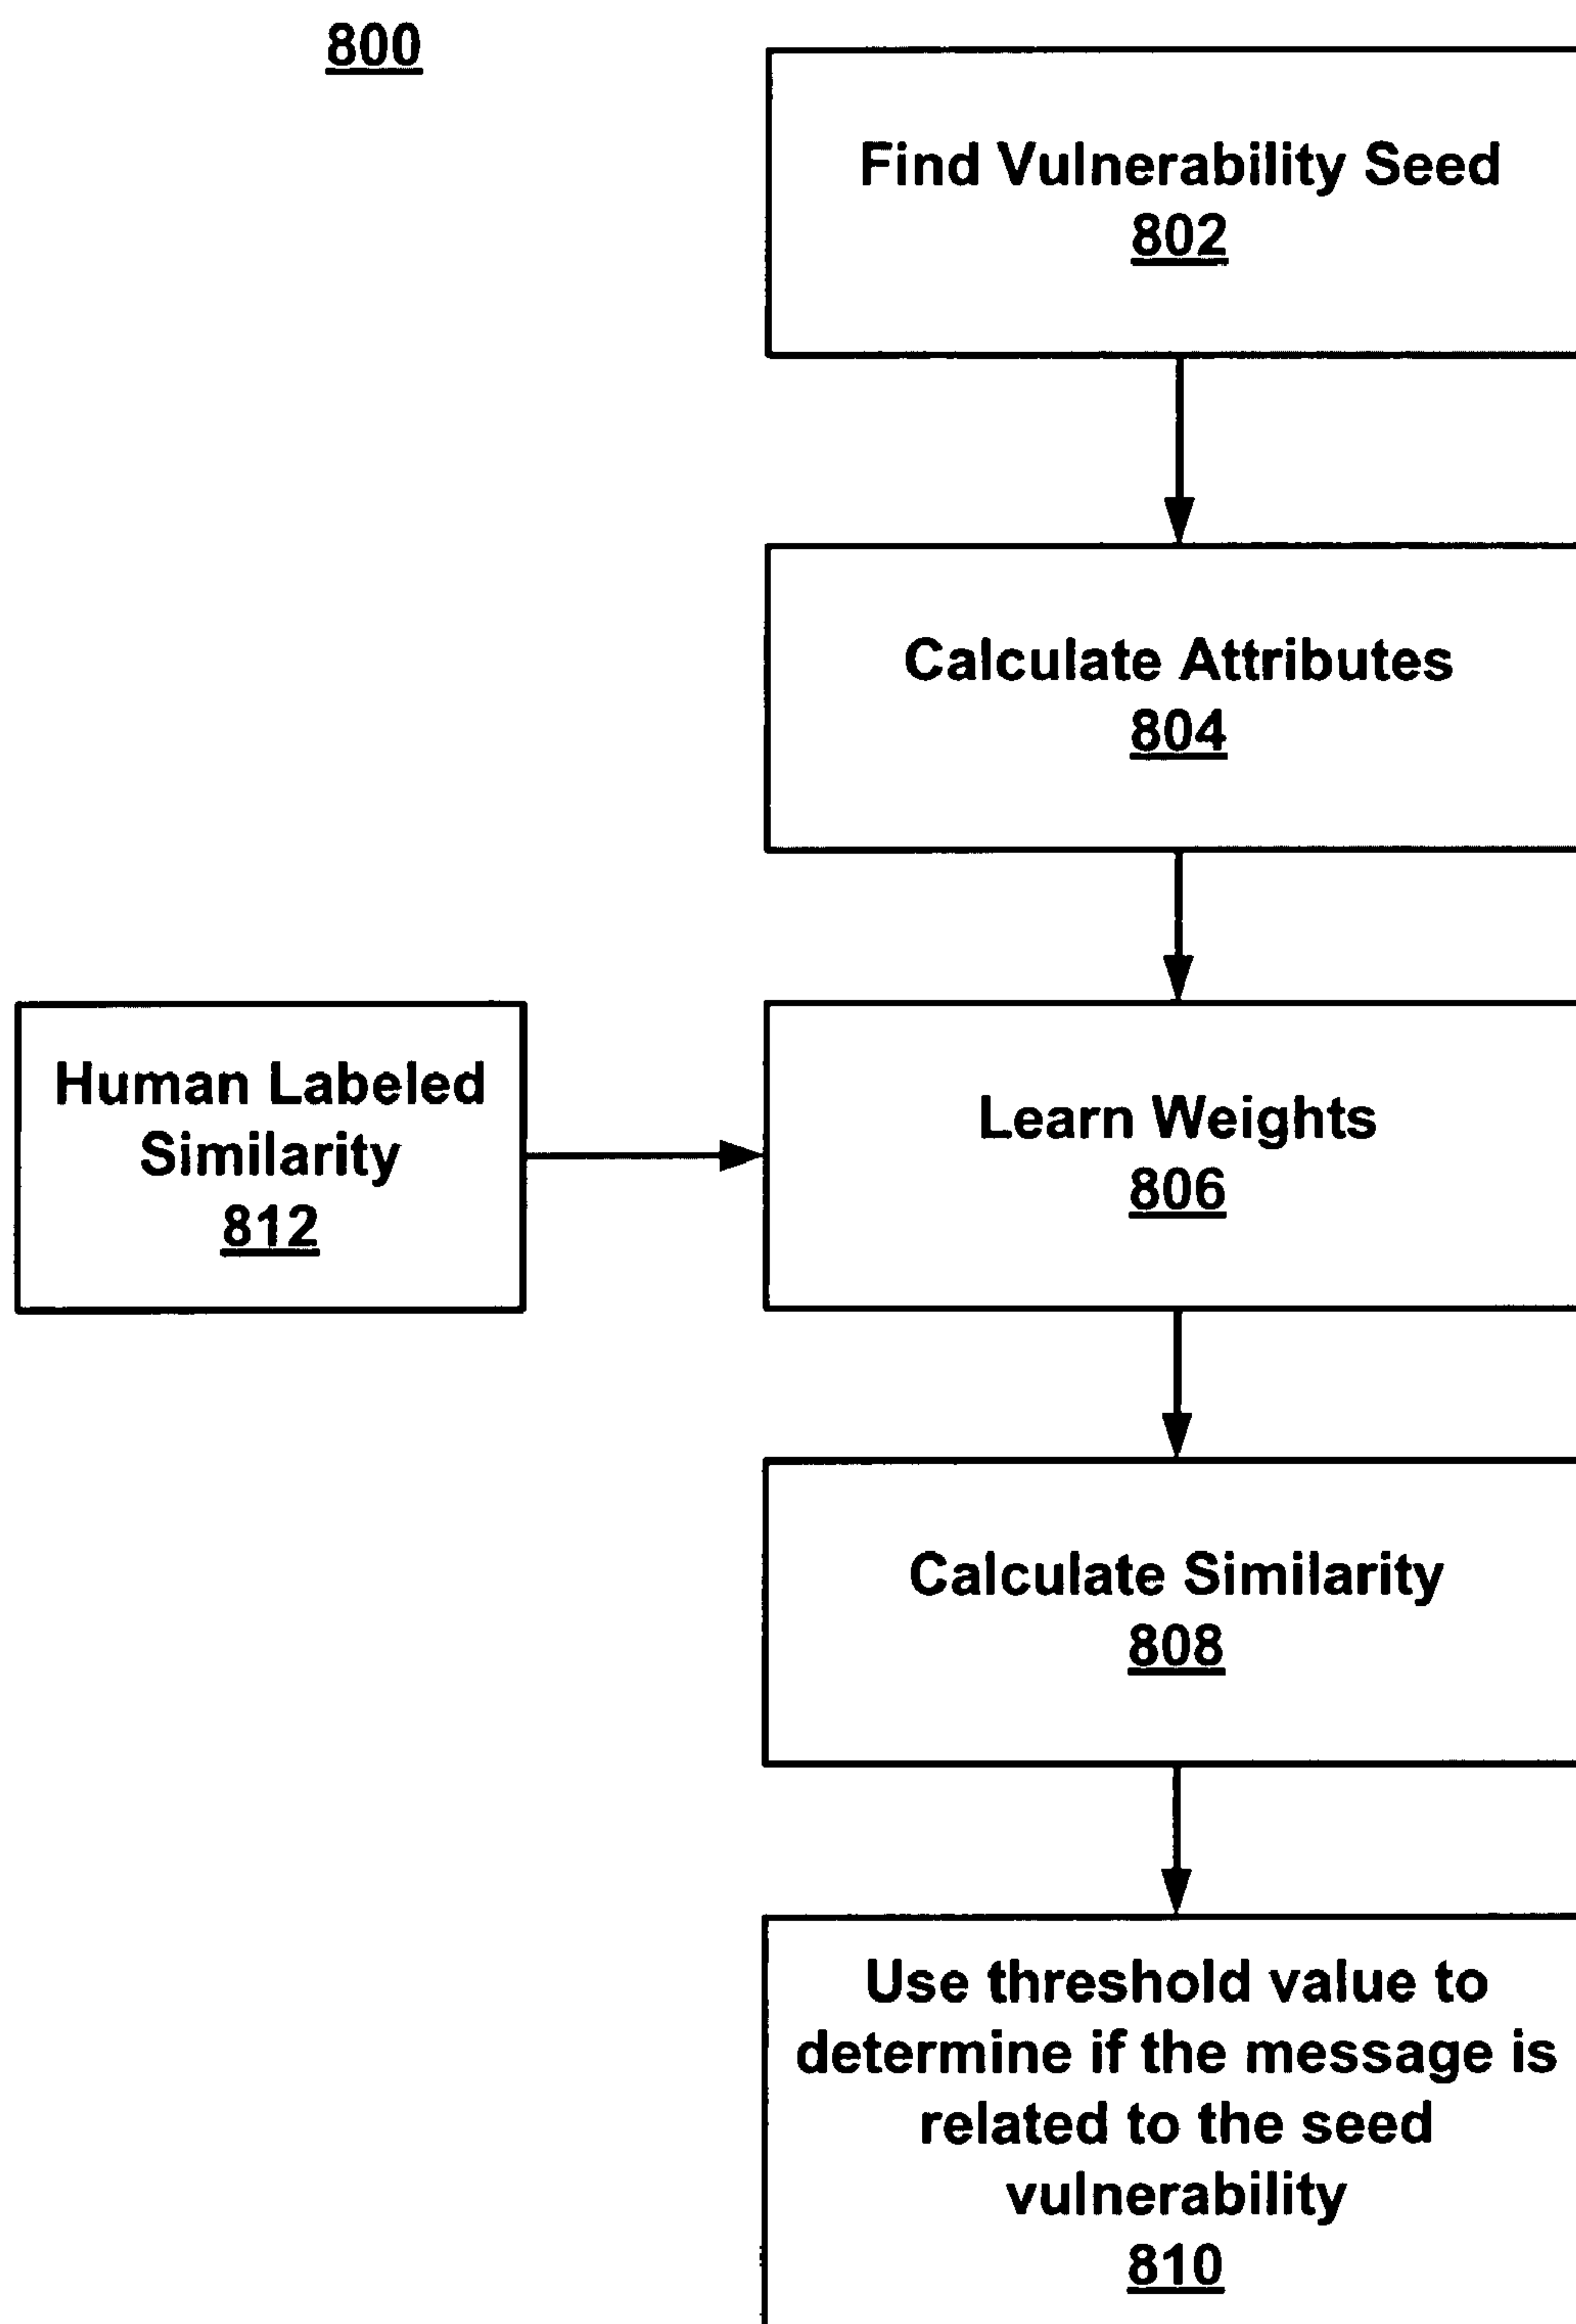 800
Find Vulnerability Seed
802
Calculate Attributes
804
Human Labeled
Similarity
812
Learn Weights
806
Calculate Similarity
808
Use threshold value to
determine if the message is
related to the seed
vulnerability
810